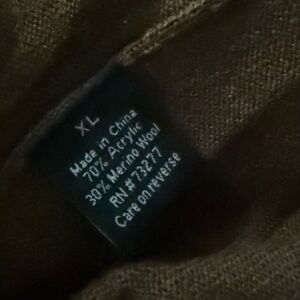 XL
Made in China
70% Acrylic
30% Merino Wool
RN# 73277
Care on reverse